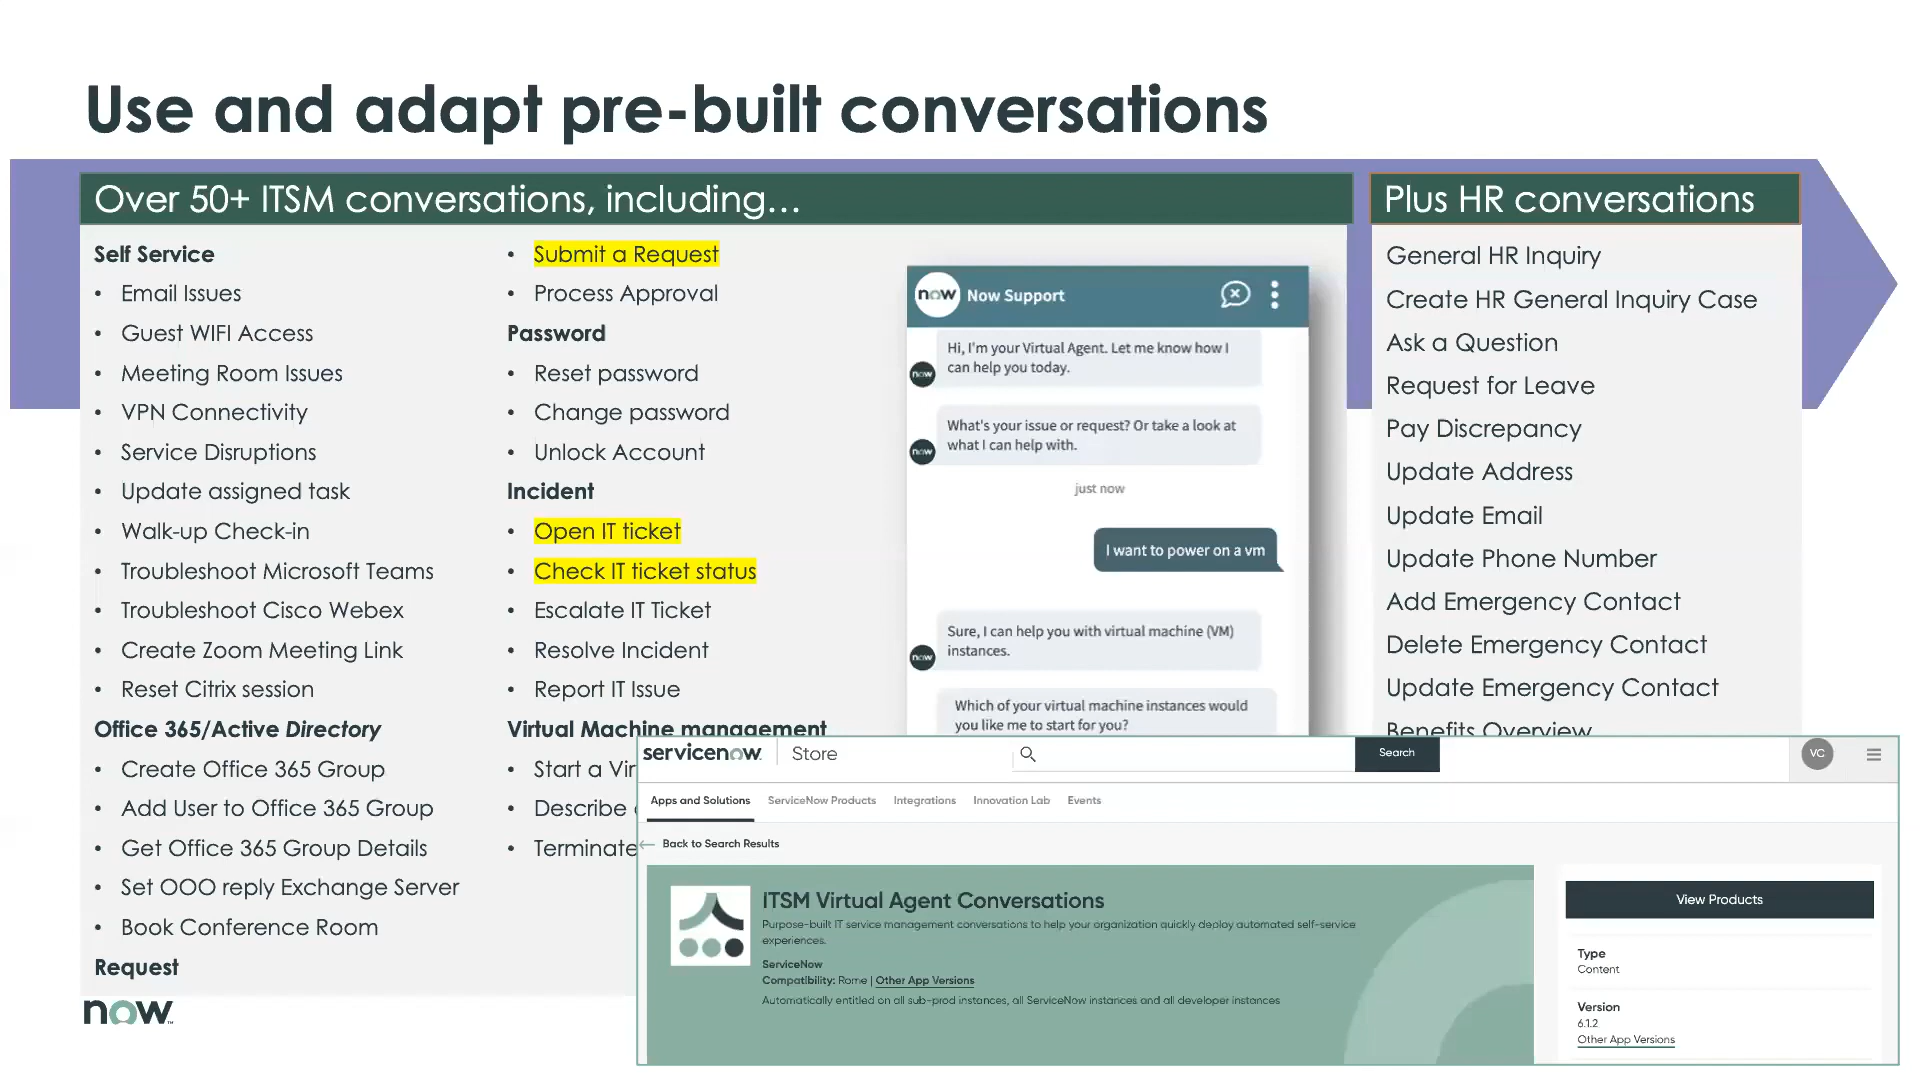 Use and adapt pre-built conversations
Over 50+ ITSM conversations, including...
Self Service
• Email Issues
• Guest WIFI Access
• Meeting Room Issues
• VPN Connectivity
• Service Disruptions
• Update assigned task
• Walk-up Check-in
• Troubleshoot Microsoft Teams
• Troubleshoot Cisco Webex
• Create Zoom Meeting Link
• Reset Citrix session
Office 365/Active Directory
• Create Office 365 Group
• Add User to Office 365 Group
• Get Office 365 Group Details
• Set OOO reply Exchange Server
• Book Conference Room
Request
• Submit a Request
• Process Approval
Password
• Reset password
• Change password
• Unlock Account
Incident
• Open IT ticket
• Check IT ticket status
• Escalate IT Ticket
• Resolve Incident
• Report IT Issue
Virtual Machine management
• Start a Vir
• Describe
• Terminate
now Now Support
Hi, I'm your Virtual Agent. Let me know how I
can help you today.
now
What's your issue or request? Or take a look at
what I can help with.
now
just now
I want to power on a vm
Sure, I can help you with virtual machine (VM)
instances.
now
Which of your virtual machine instances would
you like me to start for you?
Plus HR conversations
General HR Inquiry
Create HR General Inquiry Case
Ask a Question
Request for Leave
Pay Discrepancy
Update Address
Update Email
Update Phone Number
Add Emergency Contact
Delete Emergency Contact
Update Emergency Contact
Benefits Overview
servicenow Store
Search
VC
Apps and Solutions ServiceNow Products Integrations Innovation Lab Events
Back to Search Results
ITSM Virtual Agent Conversations
Purpose-built IT service management conversations to help your organization quickly deploy automated self-service
experiences.
ServiceNow
Compatibility: Rome | Other App Versions
Automatically entitled on all sub-prod instances, all ServiceNow instances and all developer instances
View Products
Type
Content
Version
6.1.2
Other App Versions
now